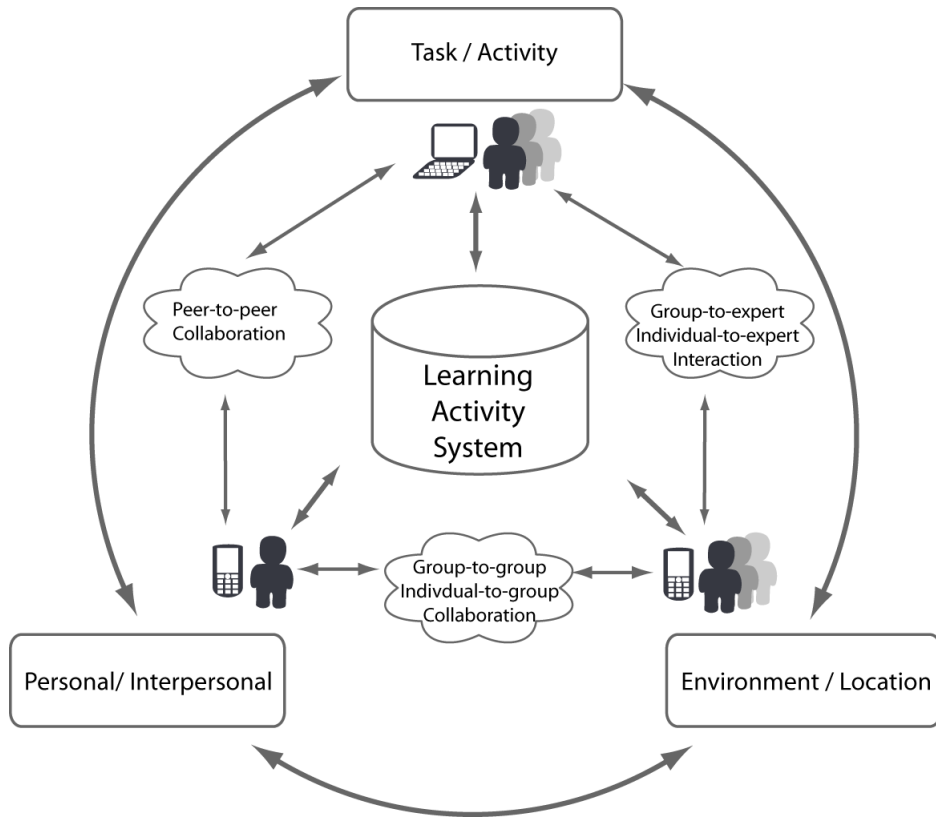 Task / Activity
Peer-to-peer
Collaboration
Group-to-expert
Individual-to-expert
Interaction
Learning
Activity
System
Group-to-group
Indivdual-to-group
Collaboration
Personal/ Interpersonal
Environment / Location